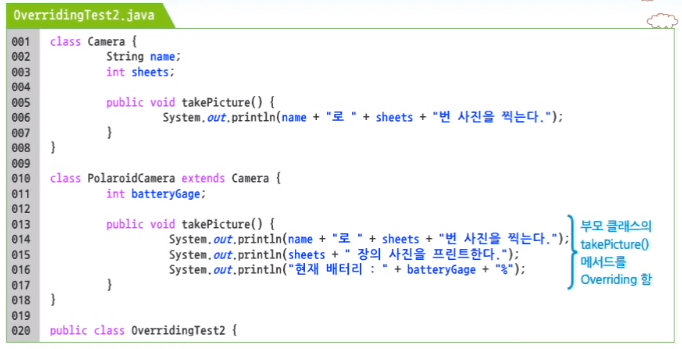 OverridingTest2.java
001 class Camera {
002 String name;
003 int sheets;
004
005 public void takePicture() {
006 System.out.println(name + "로 " + sheets + "번 사진을 찍는다.");
007 }
008 }
009
010 class PolaroidCamera extends Camera {
011 int batteryGage;
012
013 public void takePicture() {
014 System.out.println(name + "로 " + sheets + "번 사진을 찍는다.");
015 System.out.println(sheets + " 장의 사진을 프린트한다.");
016 System.out.println("현재 배터리 : " + batteryGage + "%");
017 }
018 }
019
020 public class OverridingTest2 {
부모 클래스의
takePicture()
메서드를
Overriding 함